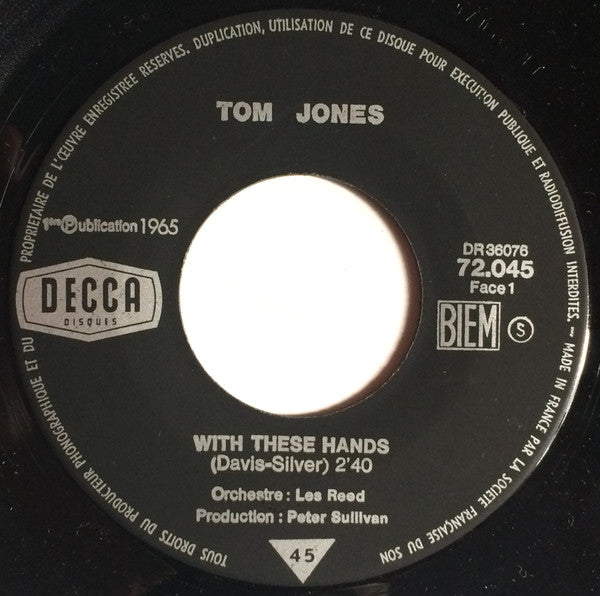 TOUS DROITS DU PRODUCTEUR PHONOGRAPHIQUE ET DU PROPRIETAIRE DE L'ŒUVRE ENREGISTREE RESERVES. DUPLICATION, UTILISATION DE CE DISQUE POUR EXECUTION PUBLIQUE ET RADIODIFFUSION INTERDITES. — MADE IN FRANCE PAR LA SOCIÉTÉ FRANÇAISE DU SON
TOM JONES
1ère Ⓟublication 1965
DR 36076
72.045
Face 1
DECCA
DISQUES
BIEM Ⓢ
WITH THESE HANDS
(Davis-Silver) 2'40
Orchestre : Les Reed
Production : Peter Sullivan
45